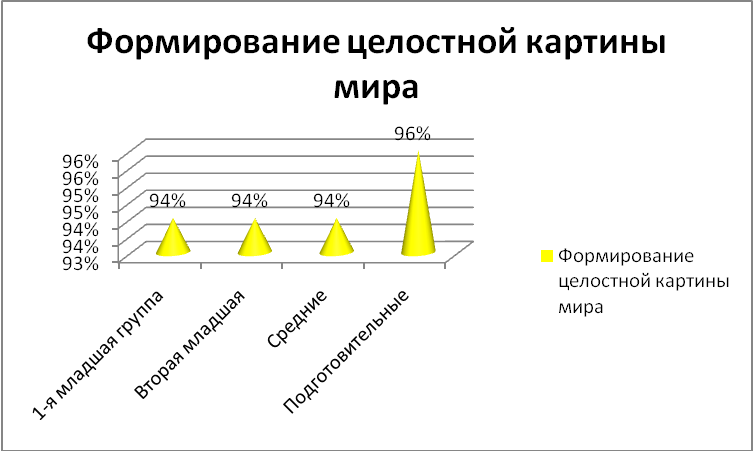 Формирование целостной картины
мира
96%
96%
96%
95%
95%
94%
94%
93%
94%
94%
94%
1-я младшая группа
Вторая младшая
Средние
Подготовительные
Формирование
целостной картины
мира